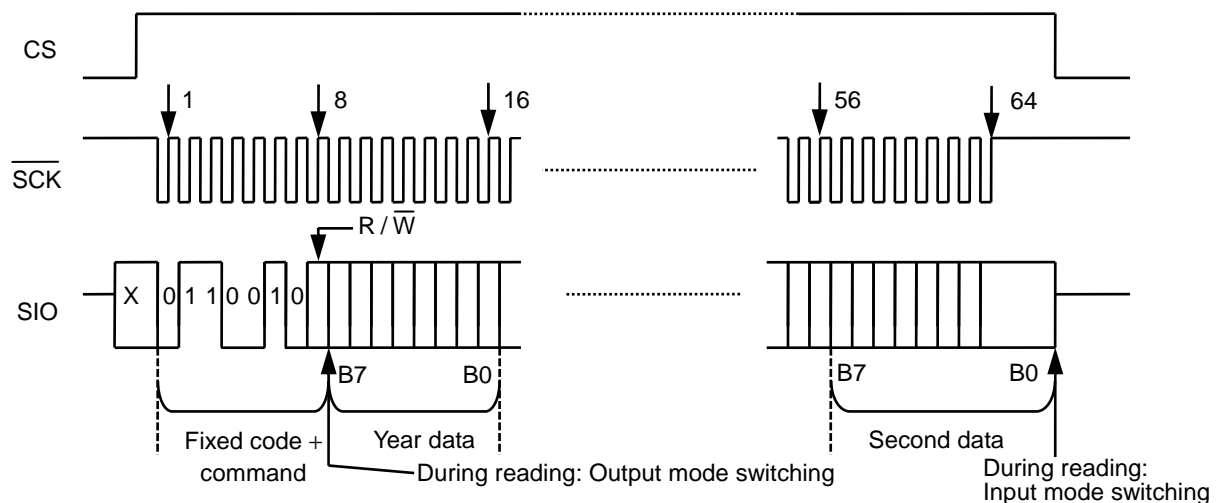 CS
1
8
16
56
64
SCK
R / W
X
0
1
1
0
0
1
0
SIO
B7
B0
B7
B0
Fixed code +
command
Year data
Second data
During reading: Output mode switching
During reading:
Input mode switching